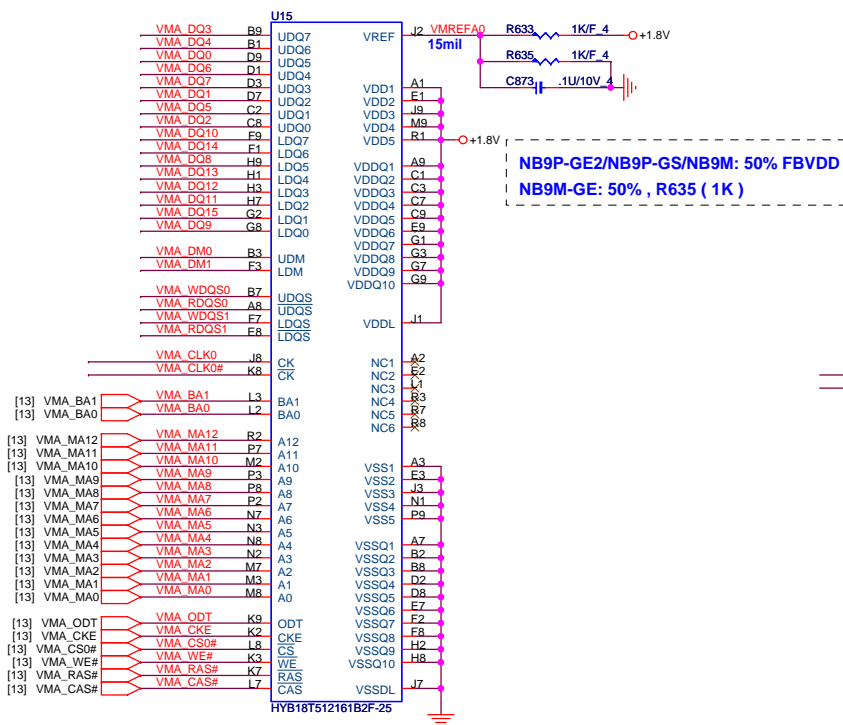 U15
VMA_DQ3 B9 UDQ7
VMA_DQ4 B1 UDQ6
VMA_DQ0 D9 UDQ5
VMA_DQ6 D1 UDQ4
VMA_DQ7 D3 UDQ3
VMA_DQ1 D7 UDQ2
VMA_DQ5 C2 UDQ1
VMA_DQ2 C8 UDQ0
VMA_DQ10 F9 LDQ7
VMA_DQ14 F1 LDQ6
VMA_DQ8 H9 LDQ5
VMA_DQ13 H1 LDQ4
VMA_DQ12 H3 LDQ3
VMA_DQ11 H7 LDQ2
VMA_DQ15 G2 LDQ1
VMA_DQ9 G8 LDQ0
VMA_DM0 B3 UDM
VMA_DM1 F3 LDM
VMA_WDQS0 B7 UDQS
VMA_RDQS0 A8 UDQS
VMA_WDQS1 F7 LDQS
VMA_RDQS1 E8 LDQS
VMA_CLK0 J8 CK
VMA_CLK0# K8 CK
[13] VMA_BA1 VMA_BA1 L3 BA1
[13] VMA_BA0 VMA_BA0 L2 BA0
[13] VMA_MA12 VMA_MA12 R2 A12
[13] VMA_MA11 VMA_MA11 P7 A11
[13] VMA_MA10 VMA_MA10 M2 A10
[13] VMA_MA9 VMA_MA9 P3 A9
[13] VMA_MA8 VMA_MA8 P8 A8
[13] VMA_MA7 VMA_MA7 P2 A7
[13] VMA_MA6 VMA_MA6 N7 A6
[13] VMA_MA5 VMA_MA5 N3 A5
[13] VMA_MA4 VMA_MA4 N8 A4
[13] VMA_MA3 VMA_MA3 N2 A3
[13] VMA_MA2 VMA_MA2 M7 A2
[13] VMA_MA1 VMA_MA1 M3 A1
[13] VMA_MA0 VMA_MA0 M8 A0
[13] VMA_ODT VMA_ODT K9 ODT
[13] VMA_CKE VMA_CKE K2 CKE
[13] VMA_CS0# VMA_CS0# L8 CS
[13] VMA_WE# VMA_WE# K3 WE
[13] VMA_RAS# VMA_RAS# K7 RAS
[13] VMA_CAS# VMA_CAS# L7 CAS
HYB18T512161B2F-25
VREF J2 VMREFA0
15mil
R633 1K/F_4 +1.8V
R635 1K/F_4
C873 .1U/10V_4
VDD1 A1
VDD2 E1
VDD3 J9
VDD4 M9
VDD5 R1 +1.8V
VDDQ1 A9
VDDQ2 C1
VDDQ3 C3
VDDQ4 C7
VDDQ5 C9
VDDQ6 E9
VDDQ7 G1
VDDQ8 G3
VDDQ9 G7
VDDQ10 G9
VDDL J1
NC1 A2
NC2 E2
NC3 L1
NC4 R3
NC5 R7
NC6 R8
VSS1 A3
VSS2 E3
VSS3 J3
VSS4 N1
VSS5 P9
VSSQ1 A7
VSSQ2 B2
VSSQ3 B8
VSSQ4 D2
VSSQ5 D8
VSSQ6 E7
VSSQ7 F2
VSSQ8 F8
VSSQ9 H2
VSSQ10 H8
VSSDL J7
NB9P-GE2/NB9P-GS/NB9M: 50% FBVDD
NB9M-GE: 50% , R635 ( 1K )